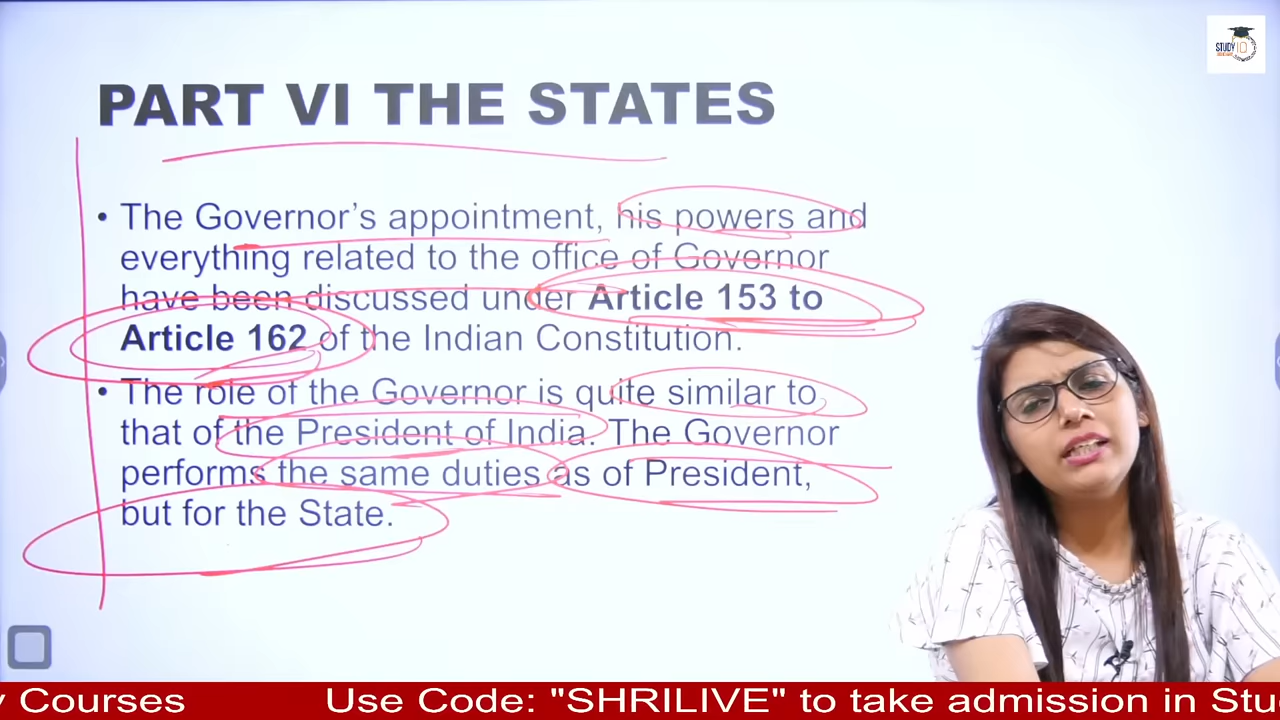 STUDY IQ
PART VI THE STATES
• The Governor's appointment, his powers and
everything related to the office of Governor
have been discussed under Article 153 to
Article 162 of the Indian Constitution.
• The role of the Governor is quite similar to
that of the President of India. The Governor
performs the same duties as of President,
but for the State.
y Courses Use Code: "SHRILIVE" to take admission in Stu